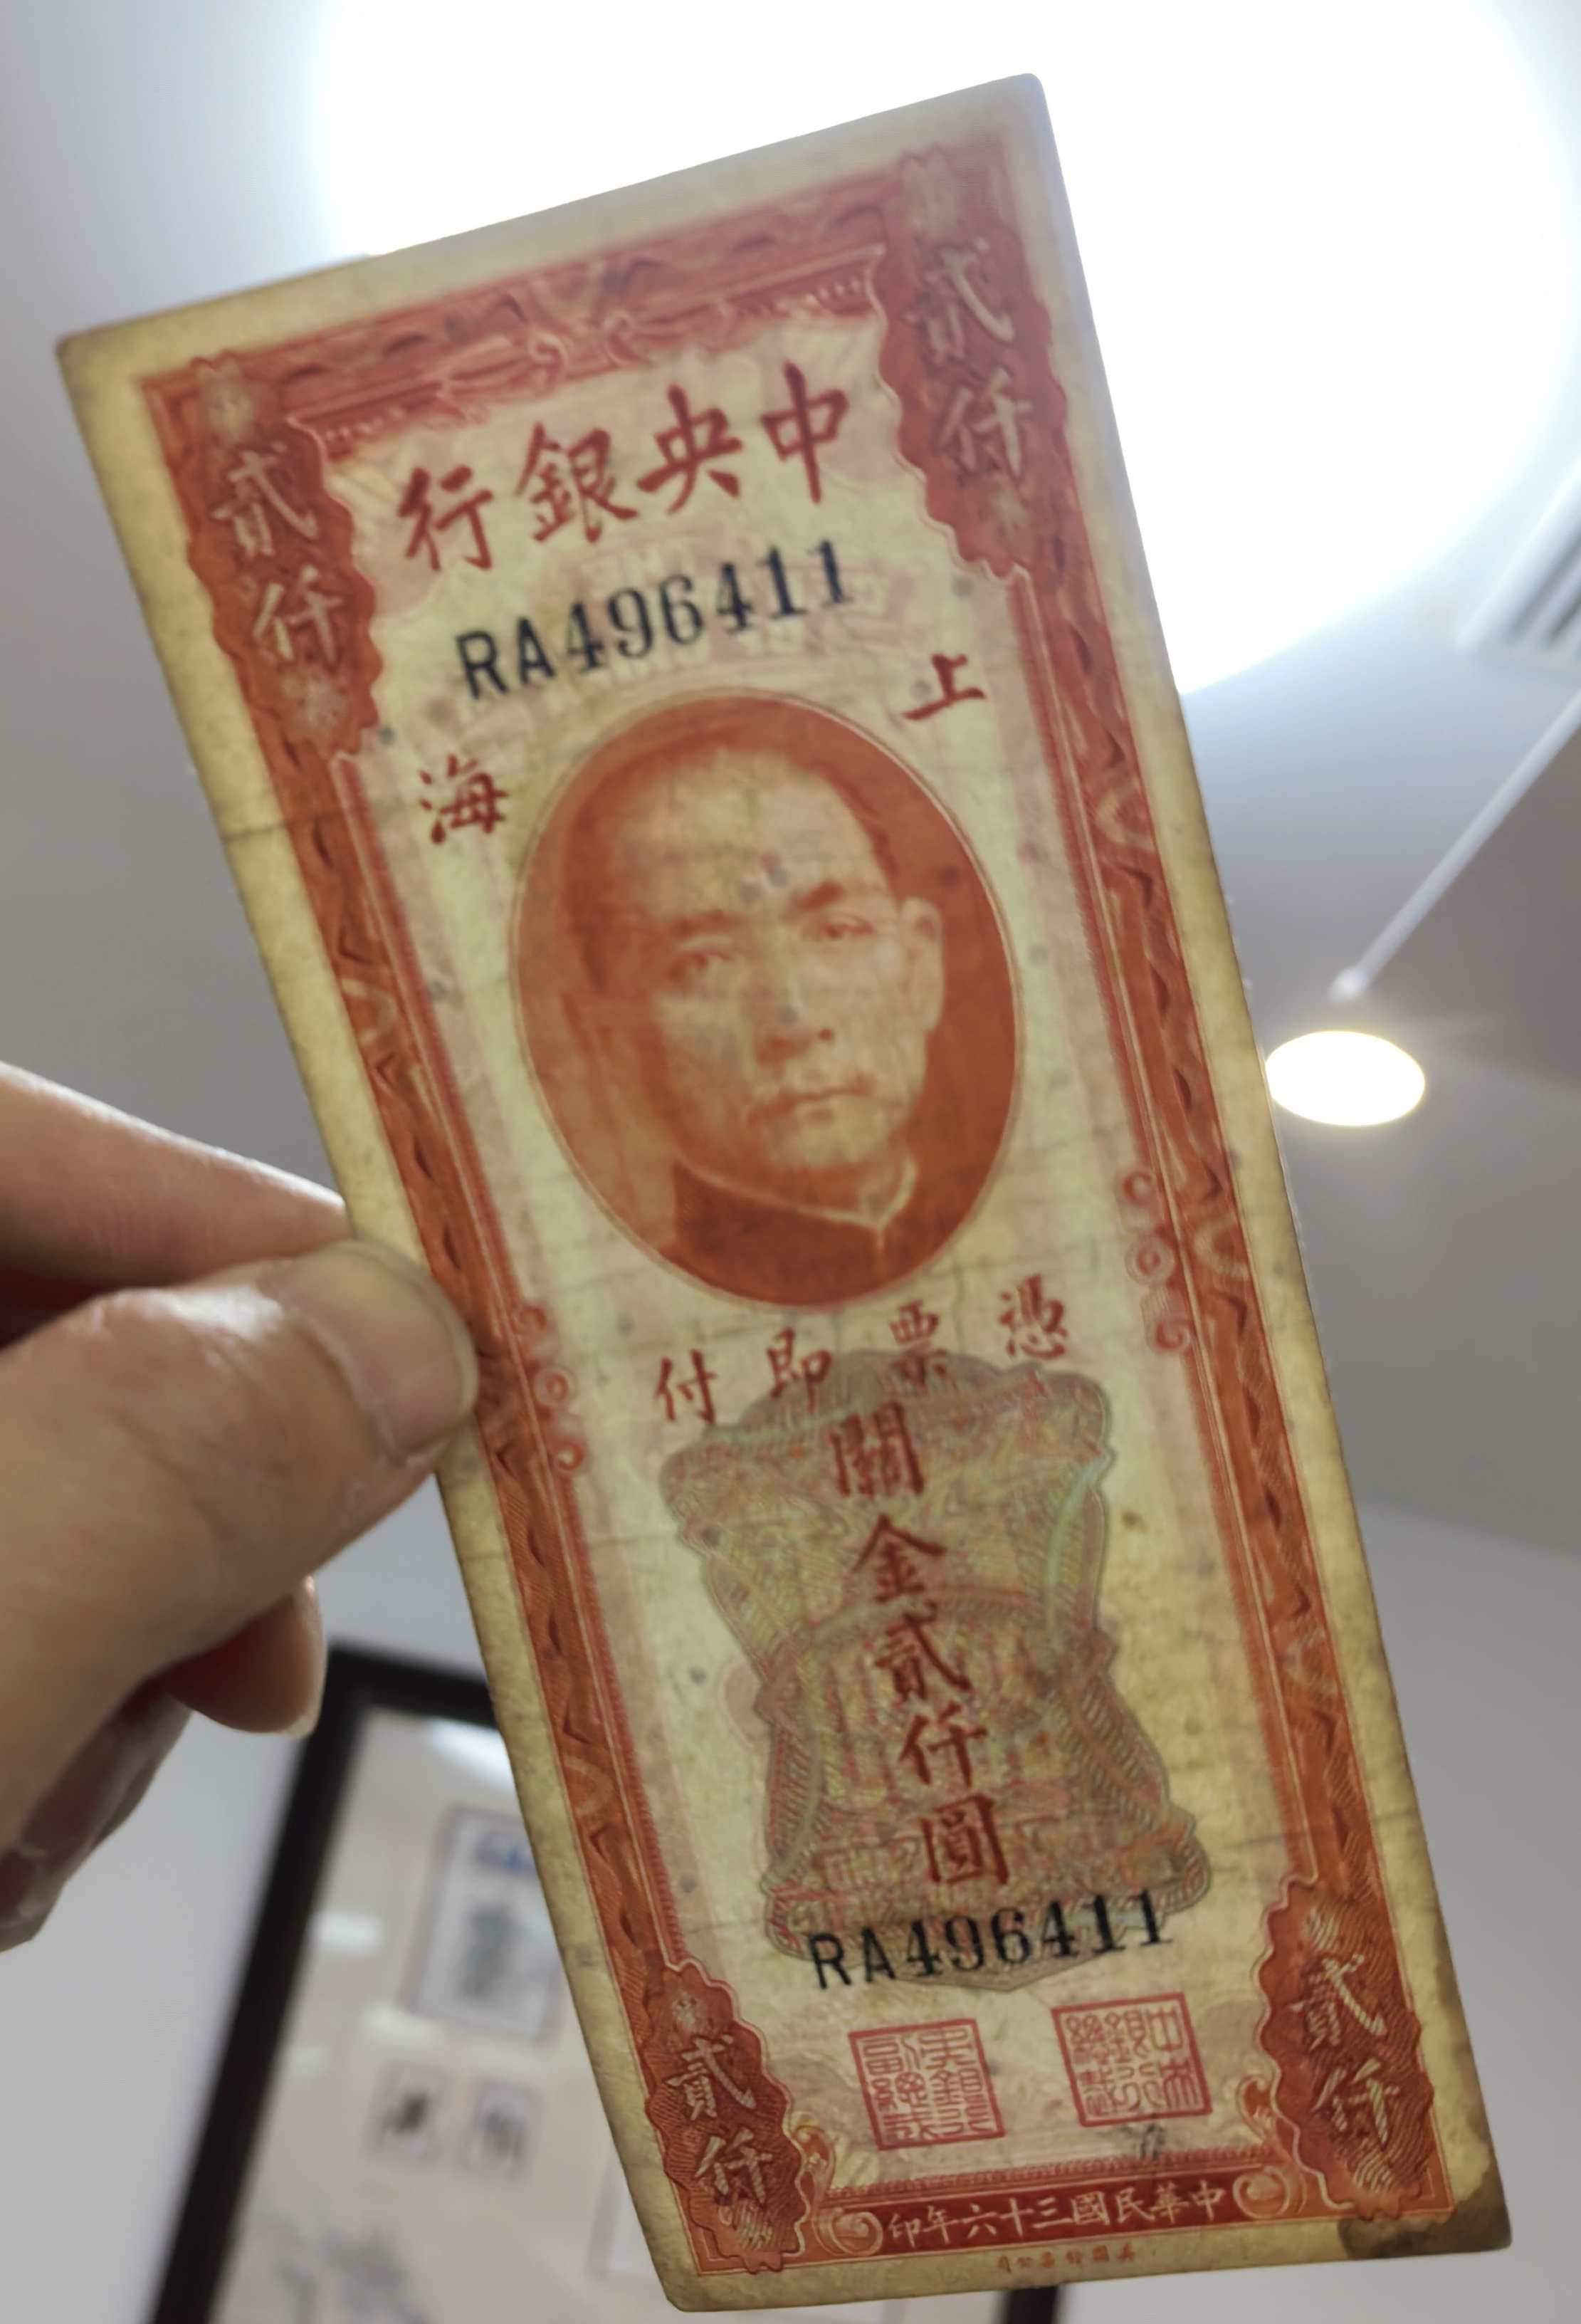 貳仟
貳仟
中央銀行
RA496411
上海
憑票即付
關金貳仟圓
RA496411
貳仟
貳仟
中華民國三十六年印